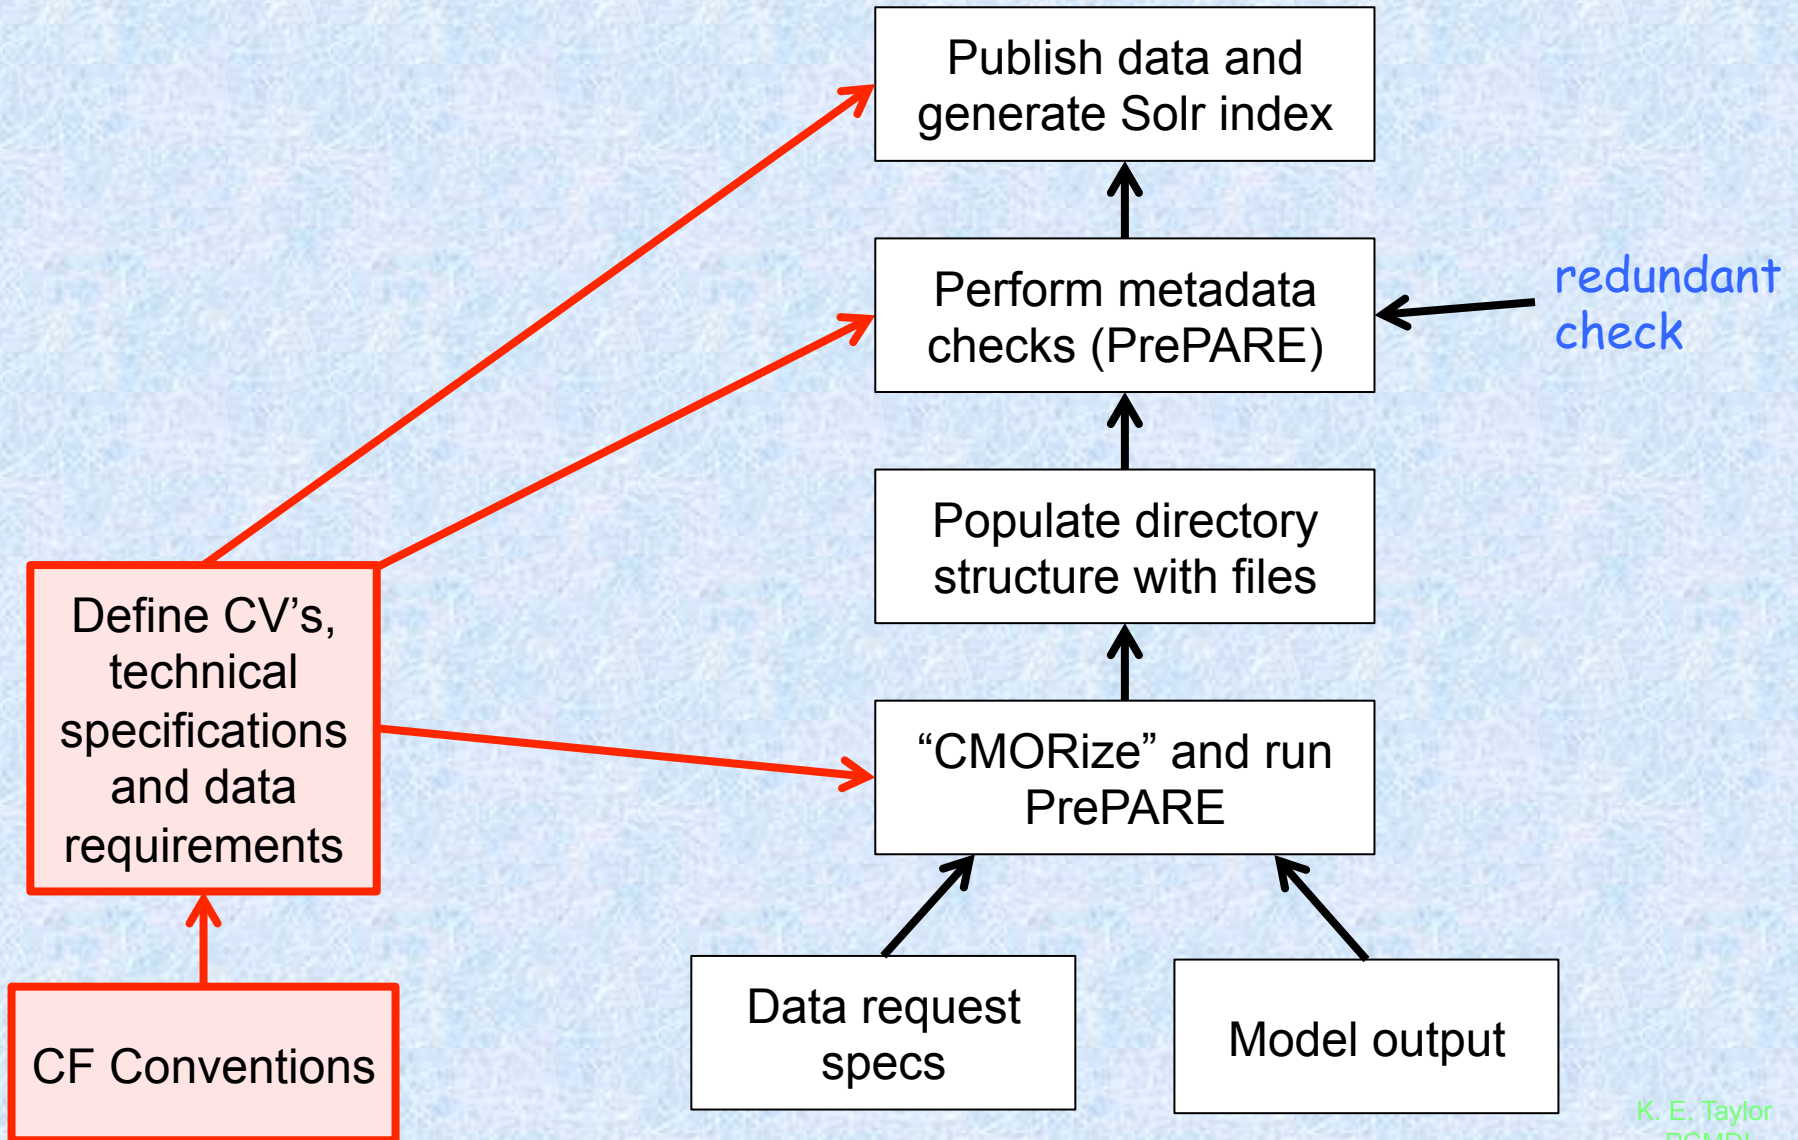 Publish data and
generate Solr index
Perform metadata
checks (PrePARE)
redundant
check
Populate directory
structure with files
Define CV’s,
technical
specifications
and data
requirements
“CMORize” and run
PrePARE
CF Conventions
Data request
specs
Model output
K. E. Taylor